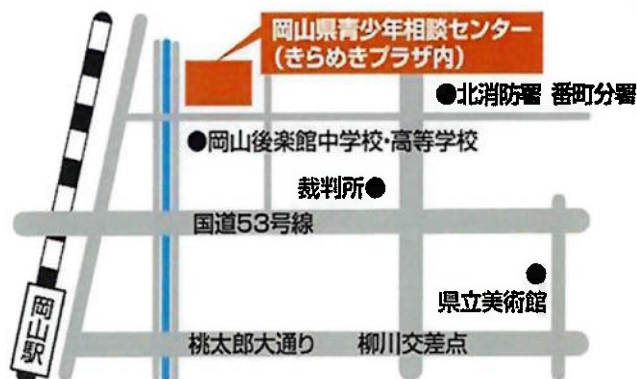 岡山県青少年相談センター
(きらめきプラザ内)
●北消防署 番町分署
●岡山後楽館中学校・高等学校
裁判所●
国道53号線
県立美術館
岡山駅
桃太郎大通り
柳川交差点